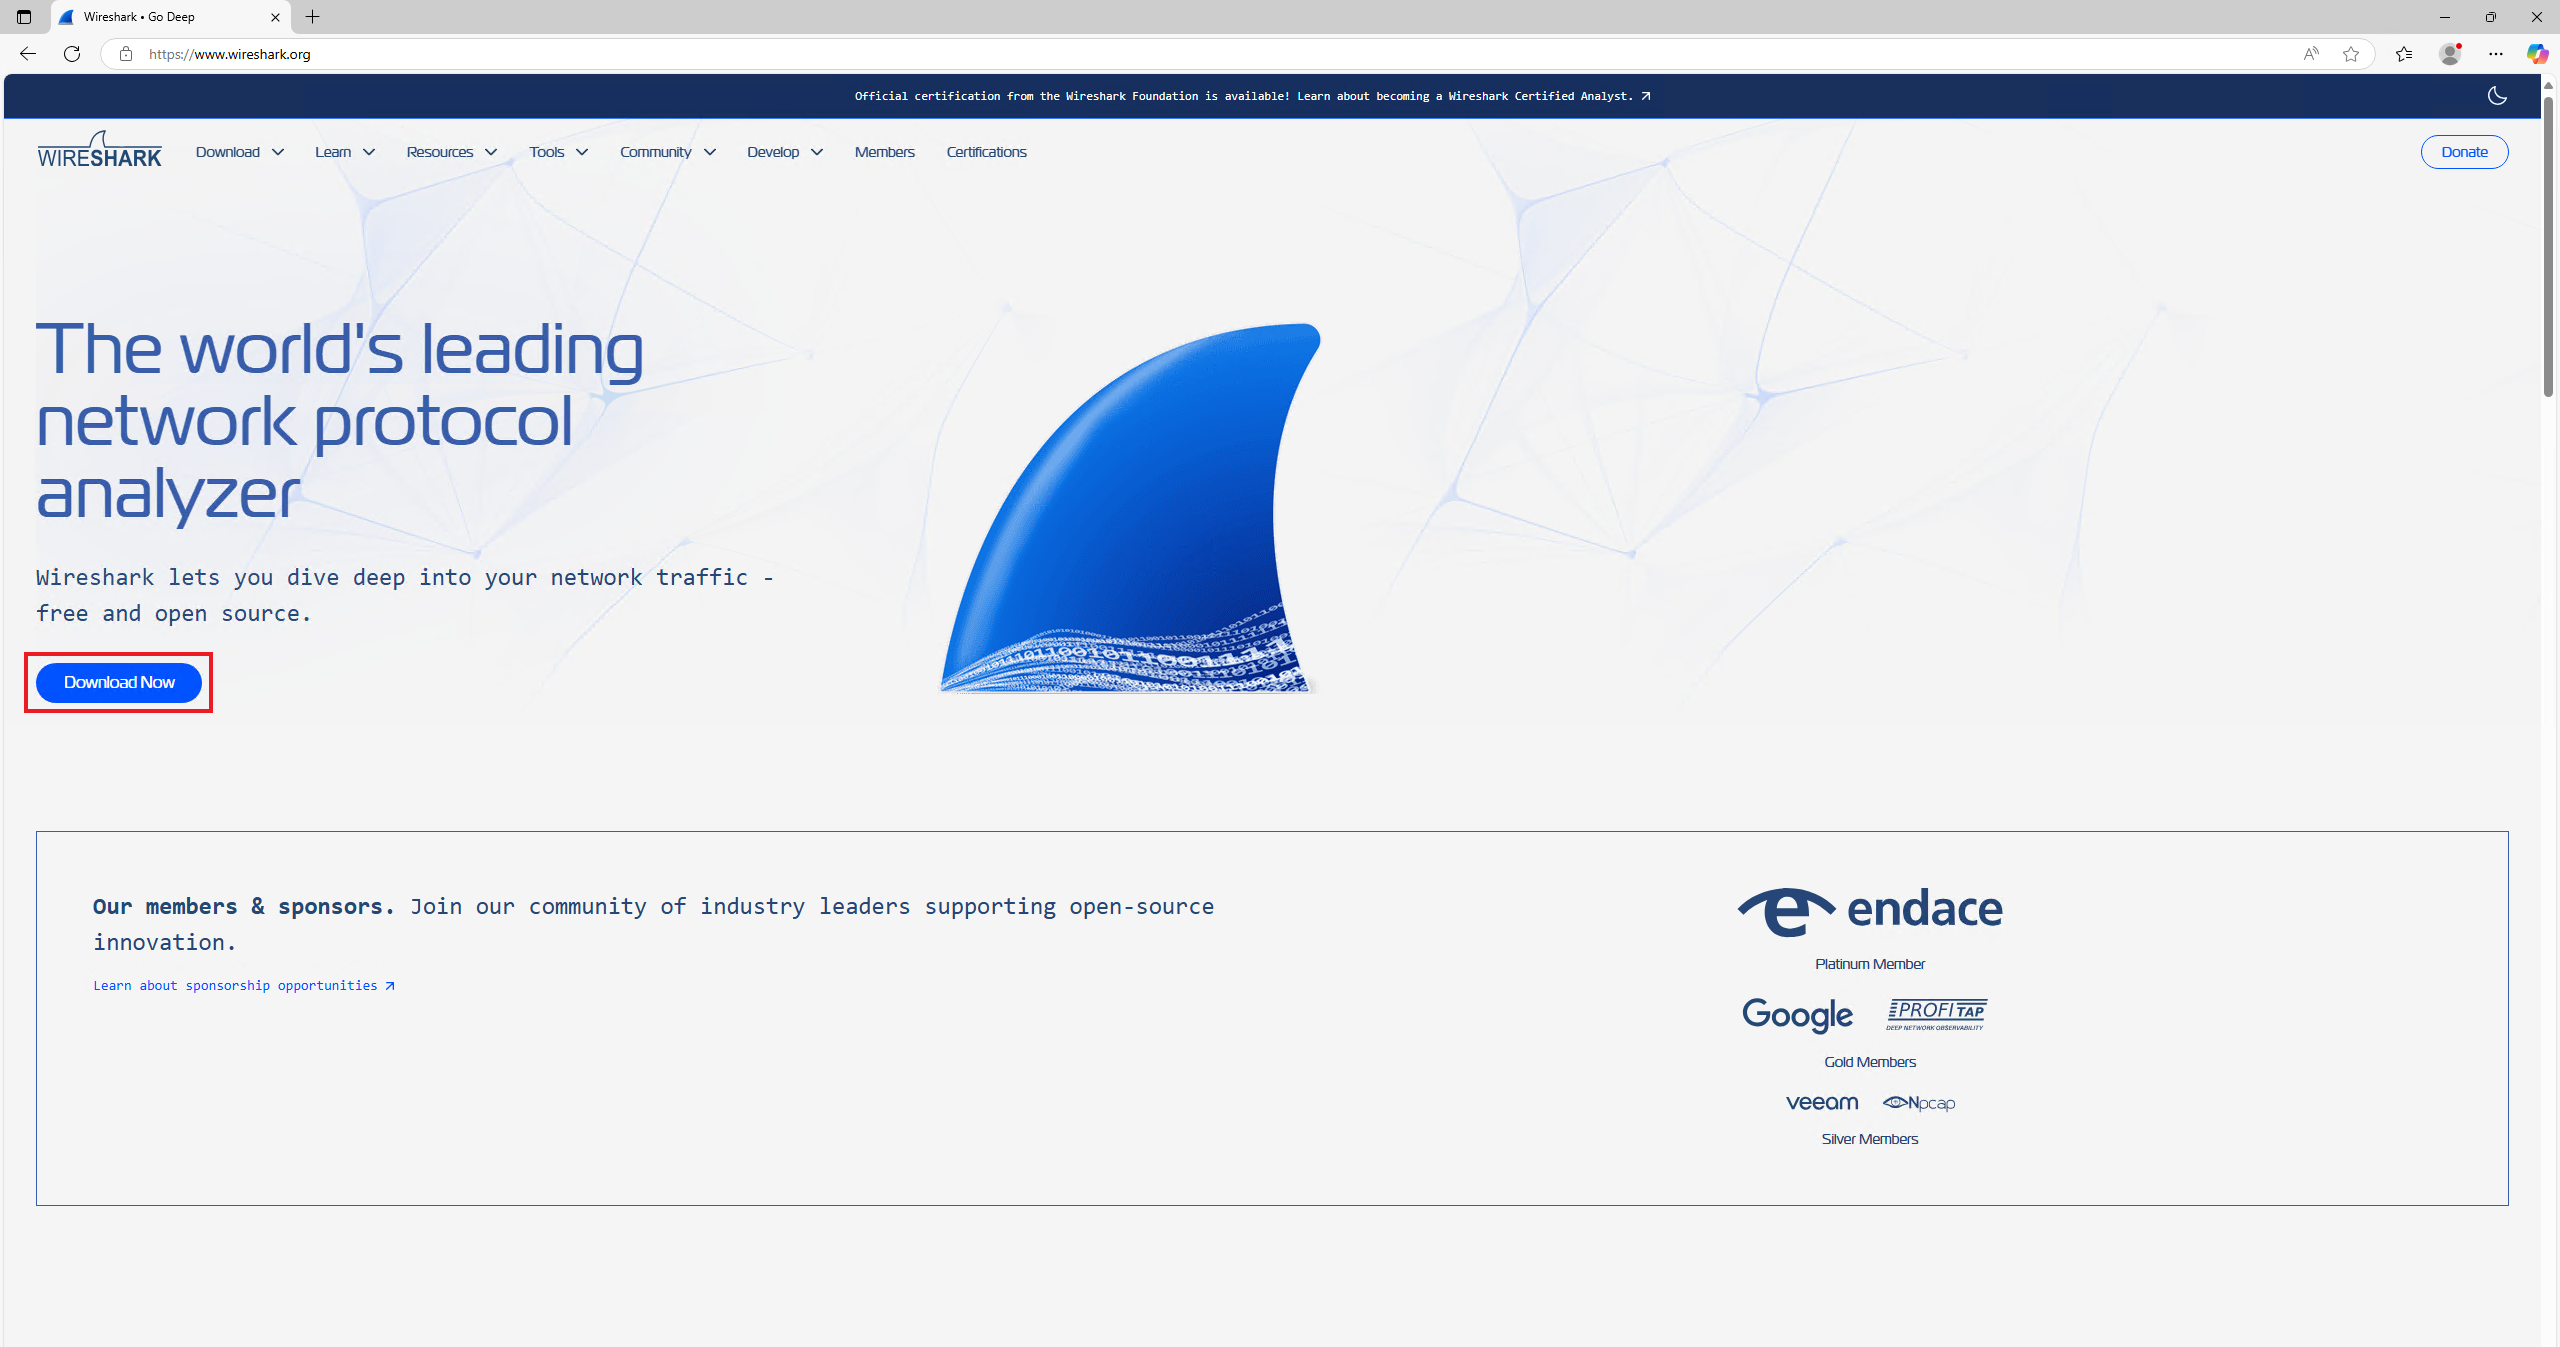 Wireshark • Go Deep
https://www.wireshark.org
Official certification from the Wireshark Foundation is available! Learn about becoming a Wireshark Certified Analyst.
WIRESHARK
Download
Learn
Resources
Tools
Community
Develop
Members
Certifications
Donate
The world's leading
network protocol
analyzer
Wireshark lets you dive deep into your network traffic -
free and open source.
Download Now
Our members & sponsors. Join our community of industry leaders supporting open-source
innovation.
Learn about sponsorship opportunities
endace
Platinum Member
Google
PROFITAP
DEEP NETWORK OBSERVABILITY
Gold Members
veeam
Npcap
Silver Members